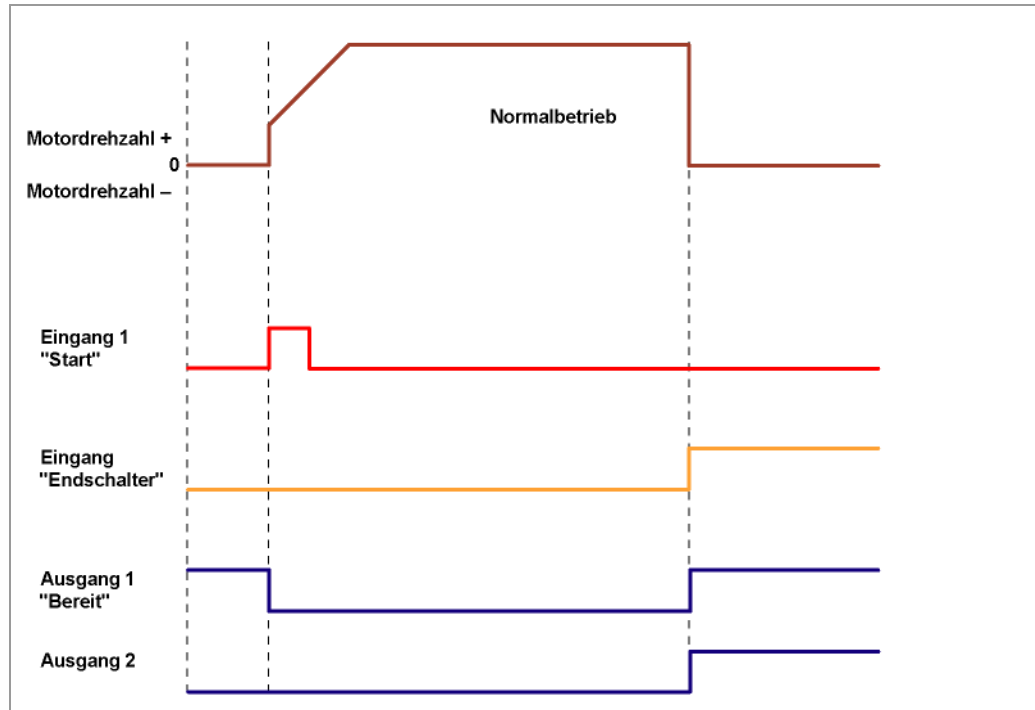 Normalbetrieb
Motordrehzahl +
0
Motordrehzahl –
Eingang 1
"Start"
Eingang
"Endschalter"
Ausgang 1
"Bereit"
Ausgang 2